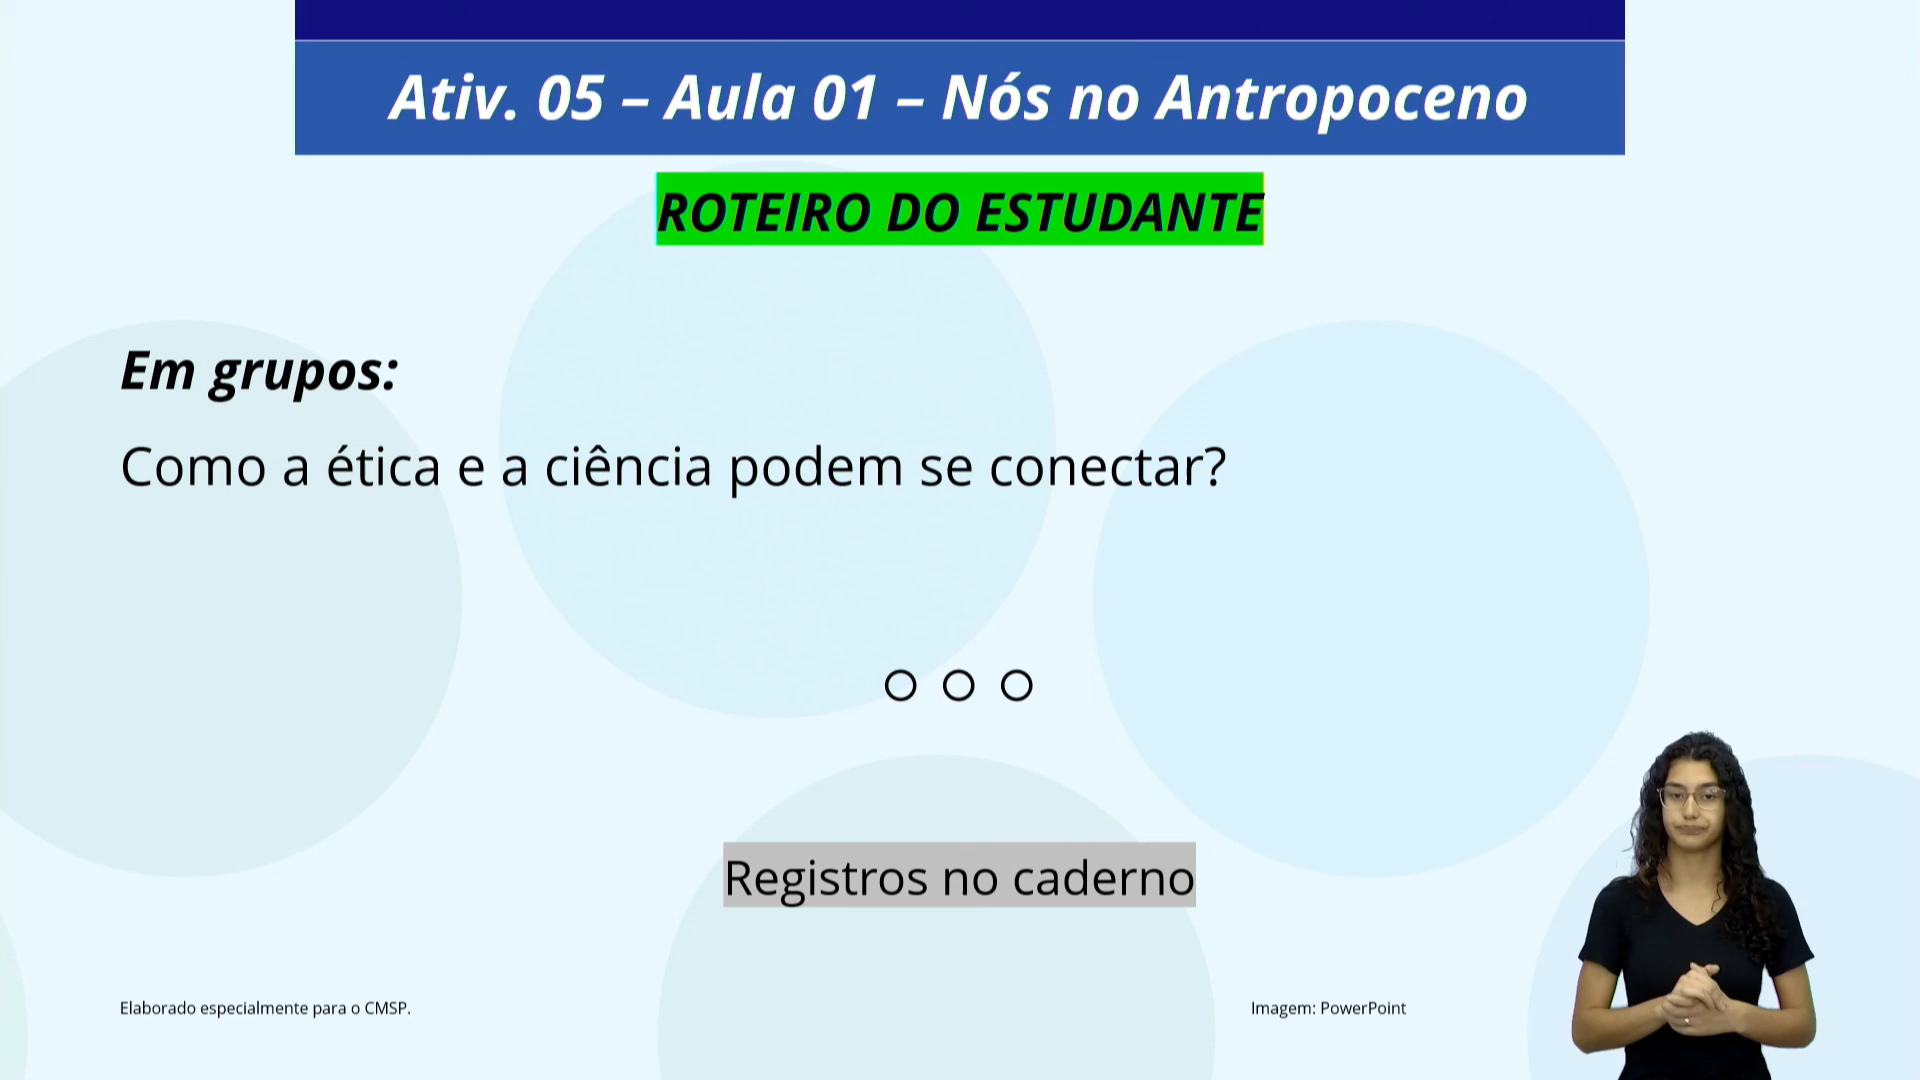 Ativ. 05 – Aula 01 – Nós no Antropoceno
ROTEIRO DO ESTUDANTE
Em grupos:
Como a ética e a ciência podem se conectar?
Registros no caderno
Elaborado especialmente para o CMSP.
Imagem: PowerPoint